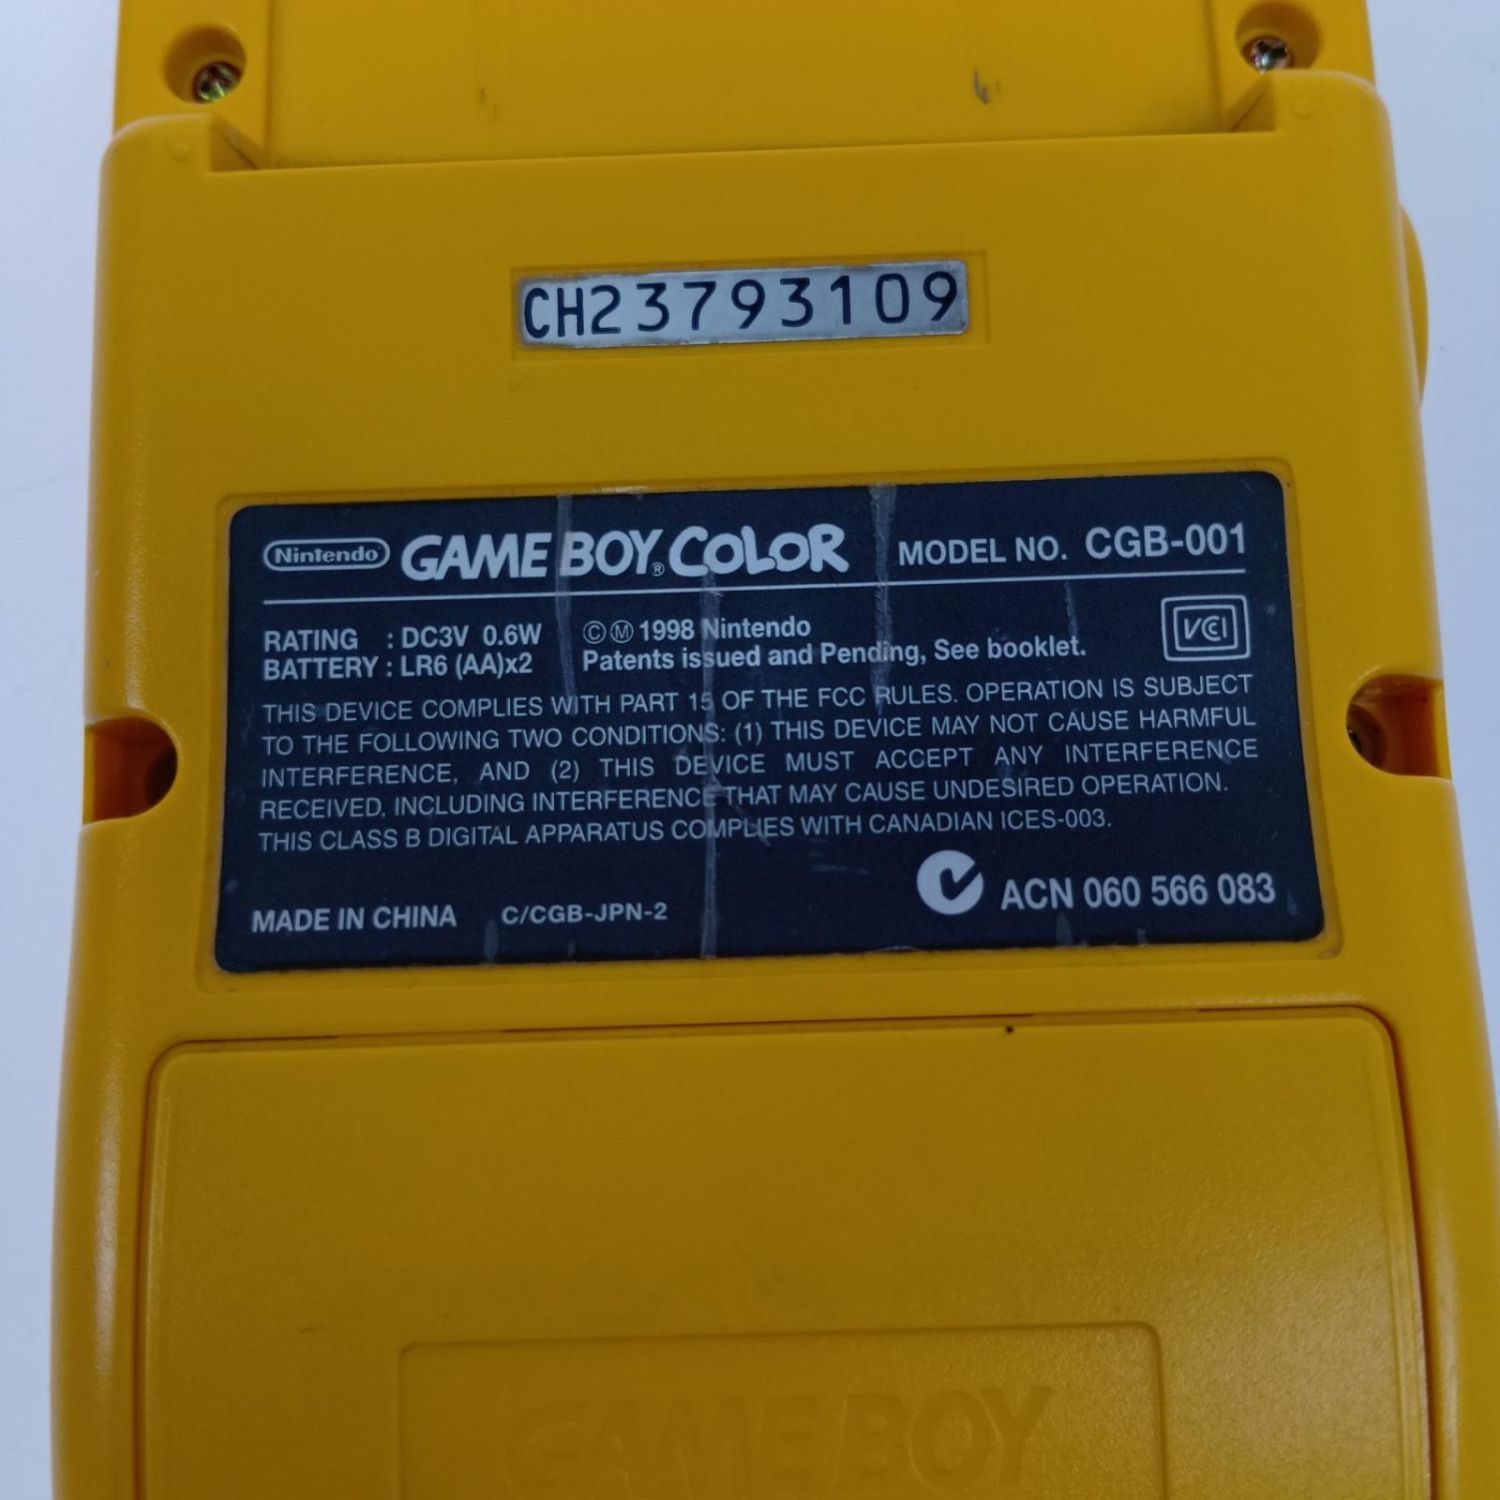 CH23793109
Nintendo GAME BOY® COLOR MODEL NO. CGB-001
RATING : DC3V 0.6W ©Ⓜ 1998 Nintendo
BATTERY : LR6 (AA)x2 Patents issued and Pending, See booklet.
VCI
THIS DEVICE COMPLIES WITH PART 15 OF THE FCC RULES. OPERATION IS SUBJECT
TO THE FOLLOWING TWO CONDITIONS: (1) THIS DEVICE MAY NOT CAUSE HARMFUL
INTERFERENCE, AND (2) THIS DEVICE MUST ACCEPT ANY INTERFERENCE
RECEIVED, INCLUDING INTERFERENCE THAT MAY CAUSE UNDESIRED OPERATION.
THIS CLASS B DIGITAL APPARATUS COMPLIES WITH CANADIAN ICES-003.
MADE IN CHINA C/CGB-JPN-2 ACN 060 566 083
GAME BOY